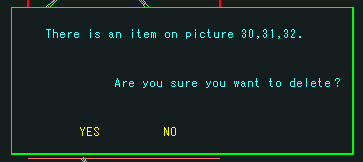 There is an item on picture 30,31,32.
Are you sure you want to delete?
YES NO